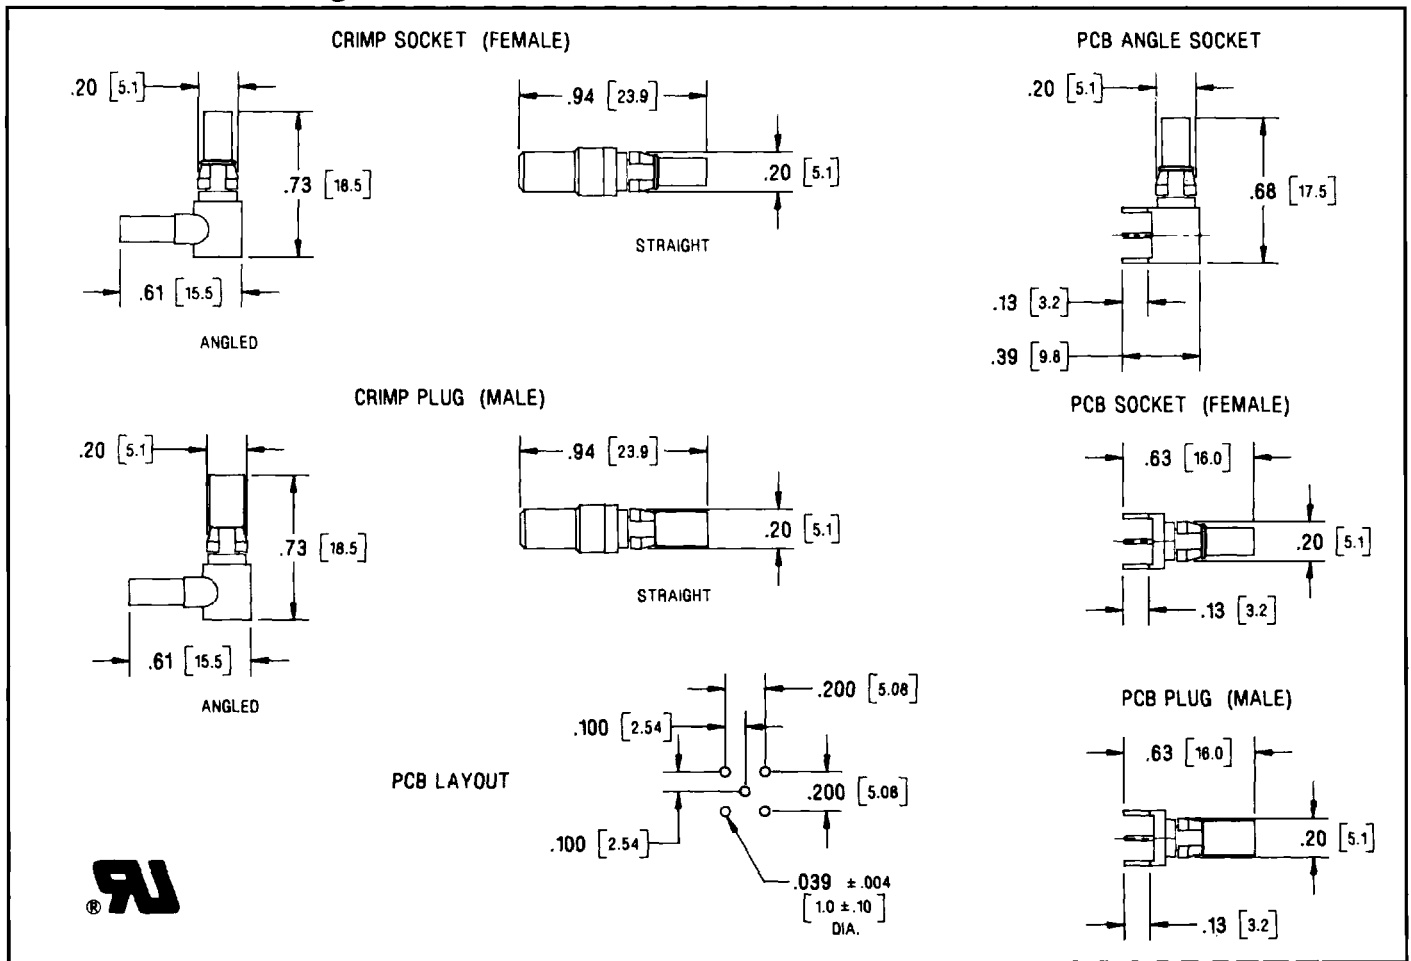 CRIMP SOCKET (FEMALE)
.20 [5.1]
.73 [18.5]
.61 [15.5]
ANGLED
.94 [23.9]
.20 [5.1]
STRAIGHT
PCB ANGLE SOCKET
.20 [5.1]
.68 [17.5]
.13 [3.2]
.39 [9.8]
CRIMP PLUG (MALE)
.20 [5.1]
.73 [18.5]
.61 [15.5]
ANGLED
.94 [23.9]
.20 [5.1]
STRAIGHT
PCB SOCKET (FEMALE)
.63 [16.0]
.20 [5.1]
.13 [3.2]
PCB LAYOUT
.200 [5.08]
.100 [2.54]
.200 [5.08]
.100 [2.54]
.039 ±.004
[1.0 ±.10]
DIA.
PCB PLUG (MALE)
.63 [16.0]
.20 [5.1]
.13 [3.2]
®